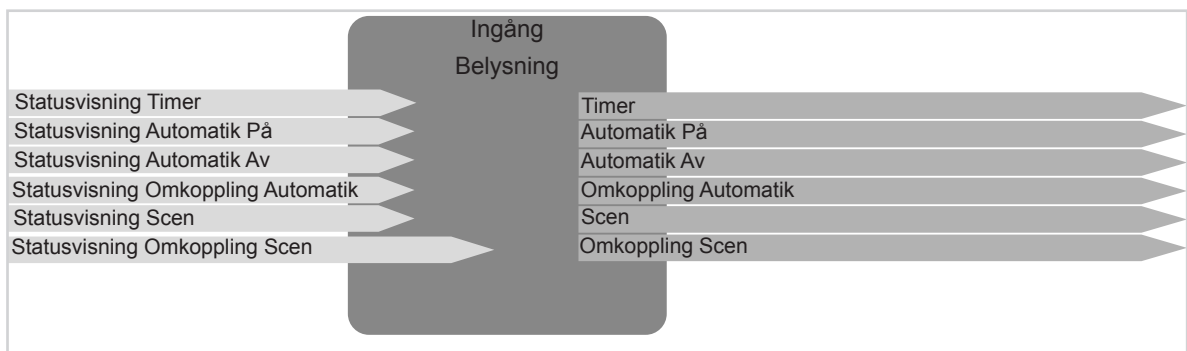 Ingång
Belysning
Statusvisning Timer
Statusvisning Automatik På
Statusvisning Automatik Av
Statusvisning Omkoppling Automatik
Statusvisning Scen
Statusvisning Omkoppling Scen
Timer
Automatik På
Automatik Av
Omkoppling Automatik
Scen
Omkoppling Scen